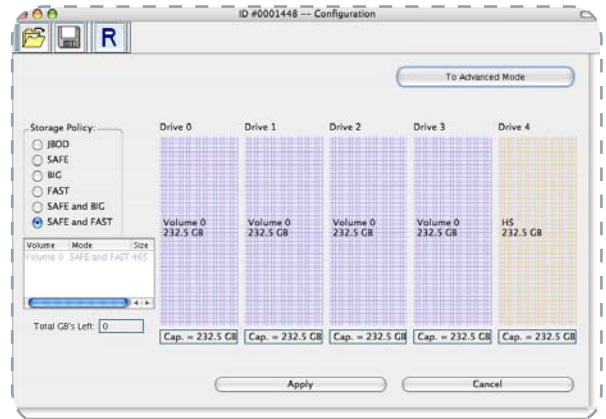 ID #0001448 -- Configuration
R
To Advanced Mode
Storage Policy:
JBOD
SAFE
BIG
FAST
SAFE and BIG
SAFE and FAST
Volume Mode Size
Volume 0 SAFE and FAST 465
Total GB's Left: 0
Drive 0
Volume 0
232.5 GB
Cap. = 232.5 GB
Drive 1
Volume 0
232.5 GB
Cap. = 232.5 GB
Drive 2
Volume 0
232.5 GB
Cap. = 232.5 GB
Drive 3
Volume 0
232.5 GB
Cap. = 232.5 GB
Drive 4
HS
232.5 GB
Cap. = 232.5 GB
Apply
Cancel